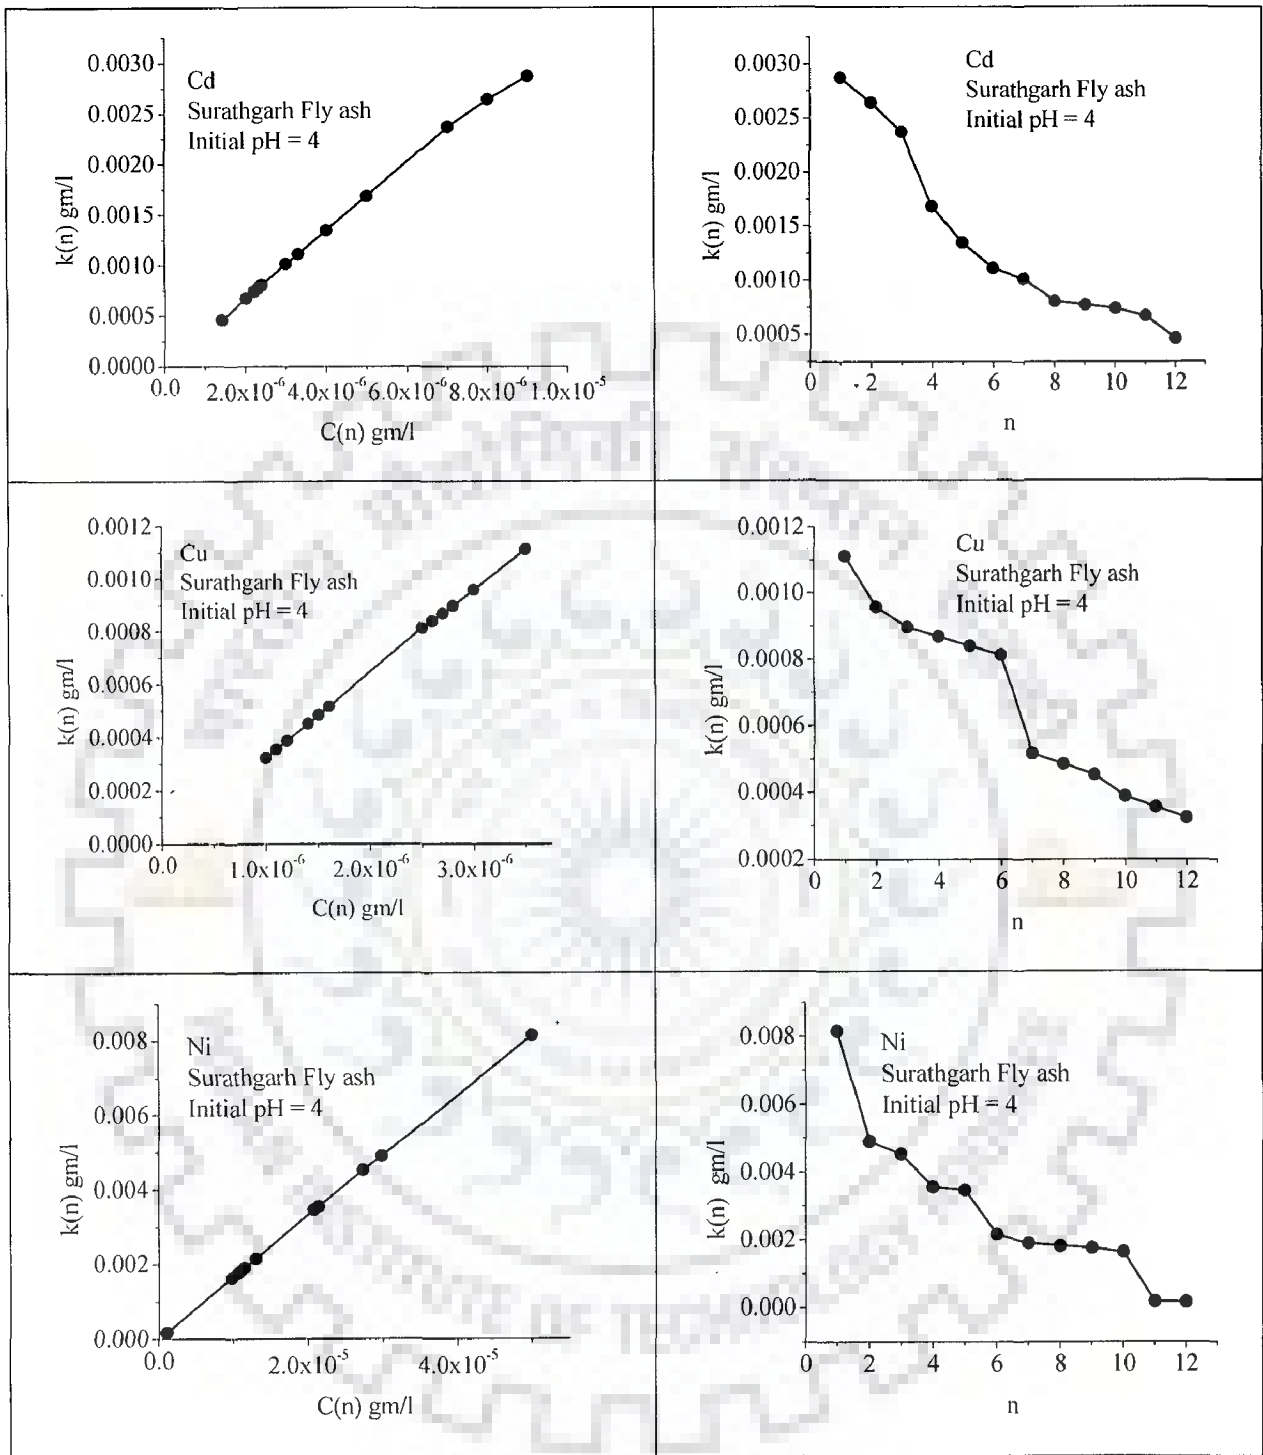 Cd
Surathgarh Fly ash
Initial pH = 4
k(n) gm/l
0.0030
0.0025
0.0020
0.0015
0.0010
0.0005
0.0000
0.0 2.0x10⁻⁶ 4.0x10⁻⁶ 6.0x10⁻⁶ 8.0x10⁻⁶ 1.0x10⁻⁵
C(n) gm/l
Cd
Surathgarh Fly ash
Initial pH = 4
k(n) gm/l
0.0030
0.0025
0.0020
0.0015
0.0010
0.0005
0 2 4 6 8 10 12
n
Cu
Surathgarh Fly ash
Initial pH = 4
k(n) gm/l
0.0012
0.0010
0.0008
0.0006
0.0004
0.0002
0.0000
0.0 1.0x10⁻⁶ 2.0x10⁻⁶ 3.0x10⁻⁶
C(n) gm/l
Cu
Surathgarh Fly ash
Initial pH = 4
k(n) gm/l
0.0012
0.0010
0.0008
0.0006
0.0004
0.0002
0 2 4 6 8 10 12
n
Ni
Surathgarh Fly ash
Initial pH = 4
k(n) gm/l
0.008
0.006
0.004
0.002
0.000
0.0 2.0x10⁻⁵ 4.0x10⁻⁵
C(n) gm/l
Ni
Surathgarh Fly ash
Initial pH = 4
k(n) gm/l
0.008
0.006
0.004
0.002
0.000
0 2 4 6 8 10 12
n